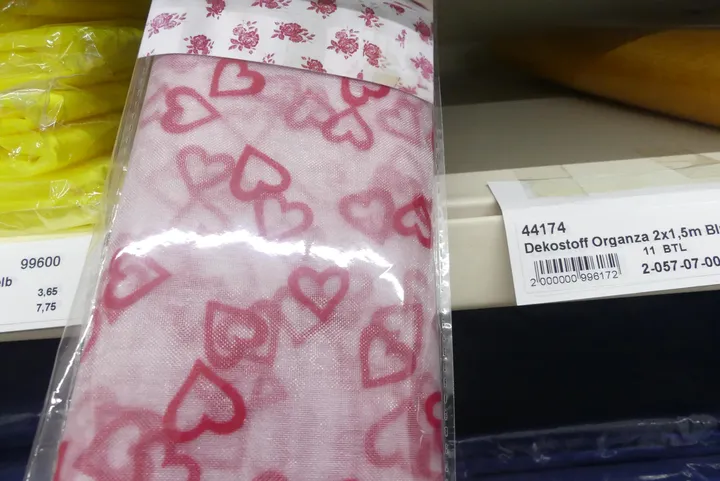 99600
elb
3,65
7,75
44174
Dekostoff Organza 2x1,5m
11 BTL
2 000000 996172
2-057-07-00